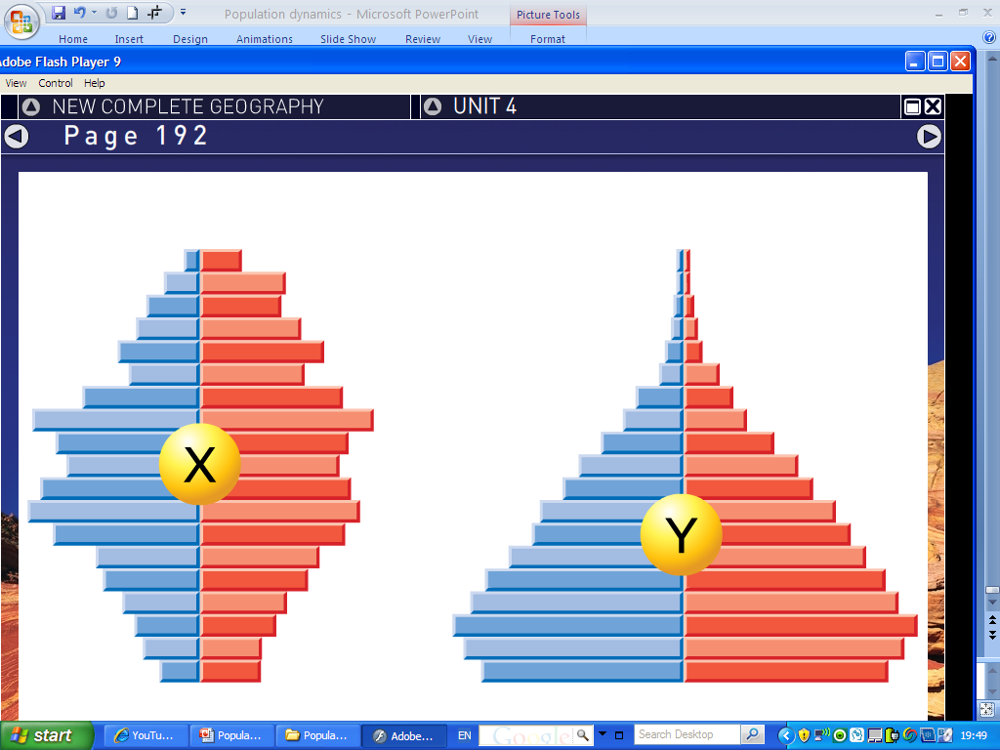 Population dynamics - Microsoft PowerPoint
Picture Tools
Home Insert Design Animations Slide Show Review View Format
Adobe Flash Player 9
View Control Help
NEW COMPLETE GEOGRAPHY UNIT 4
Page 192
X
Y
start YouTu... Popula... Popula... Adobe... EN Google Search Desktop 19:49